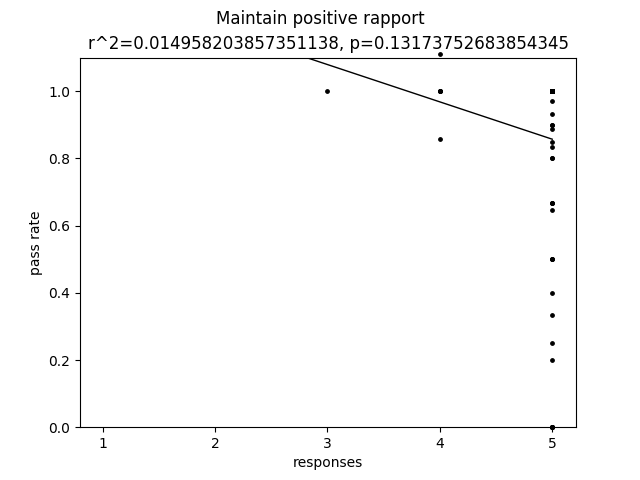 Maintain positive rapport
r^2=0.014958203857351138, p=0.13173752683854345
pass rate
1.0
0.8
0.6
0.4
0.2
0.0
1 2 3 4 5
responses